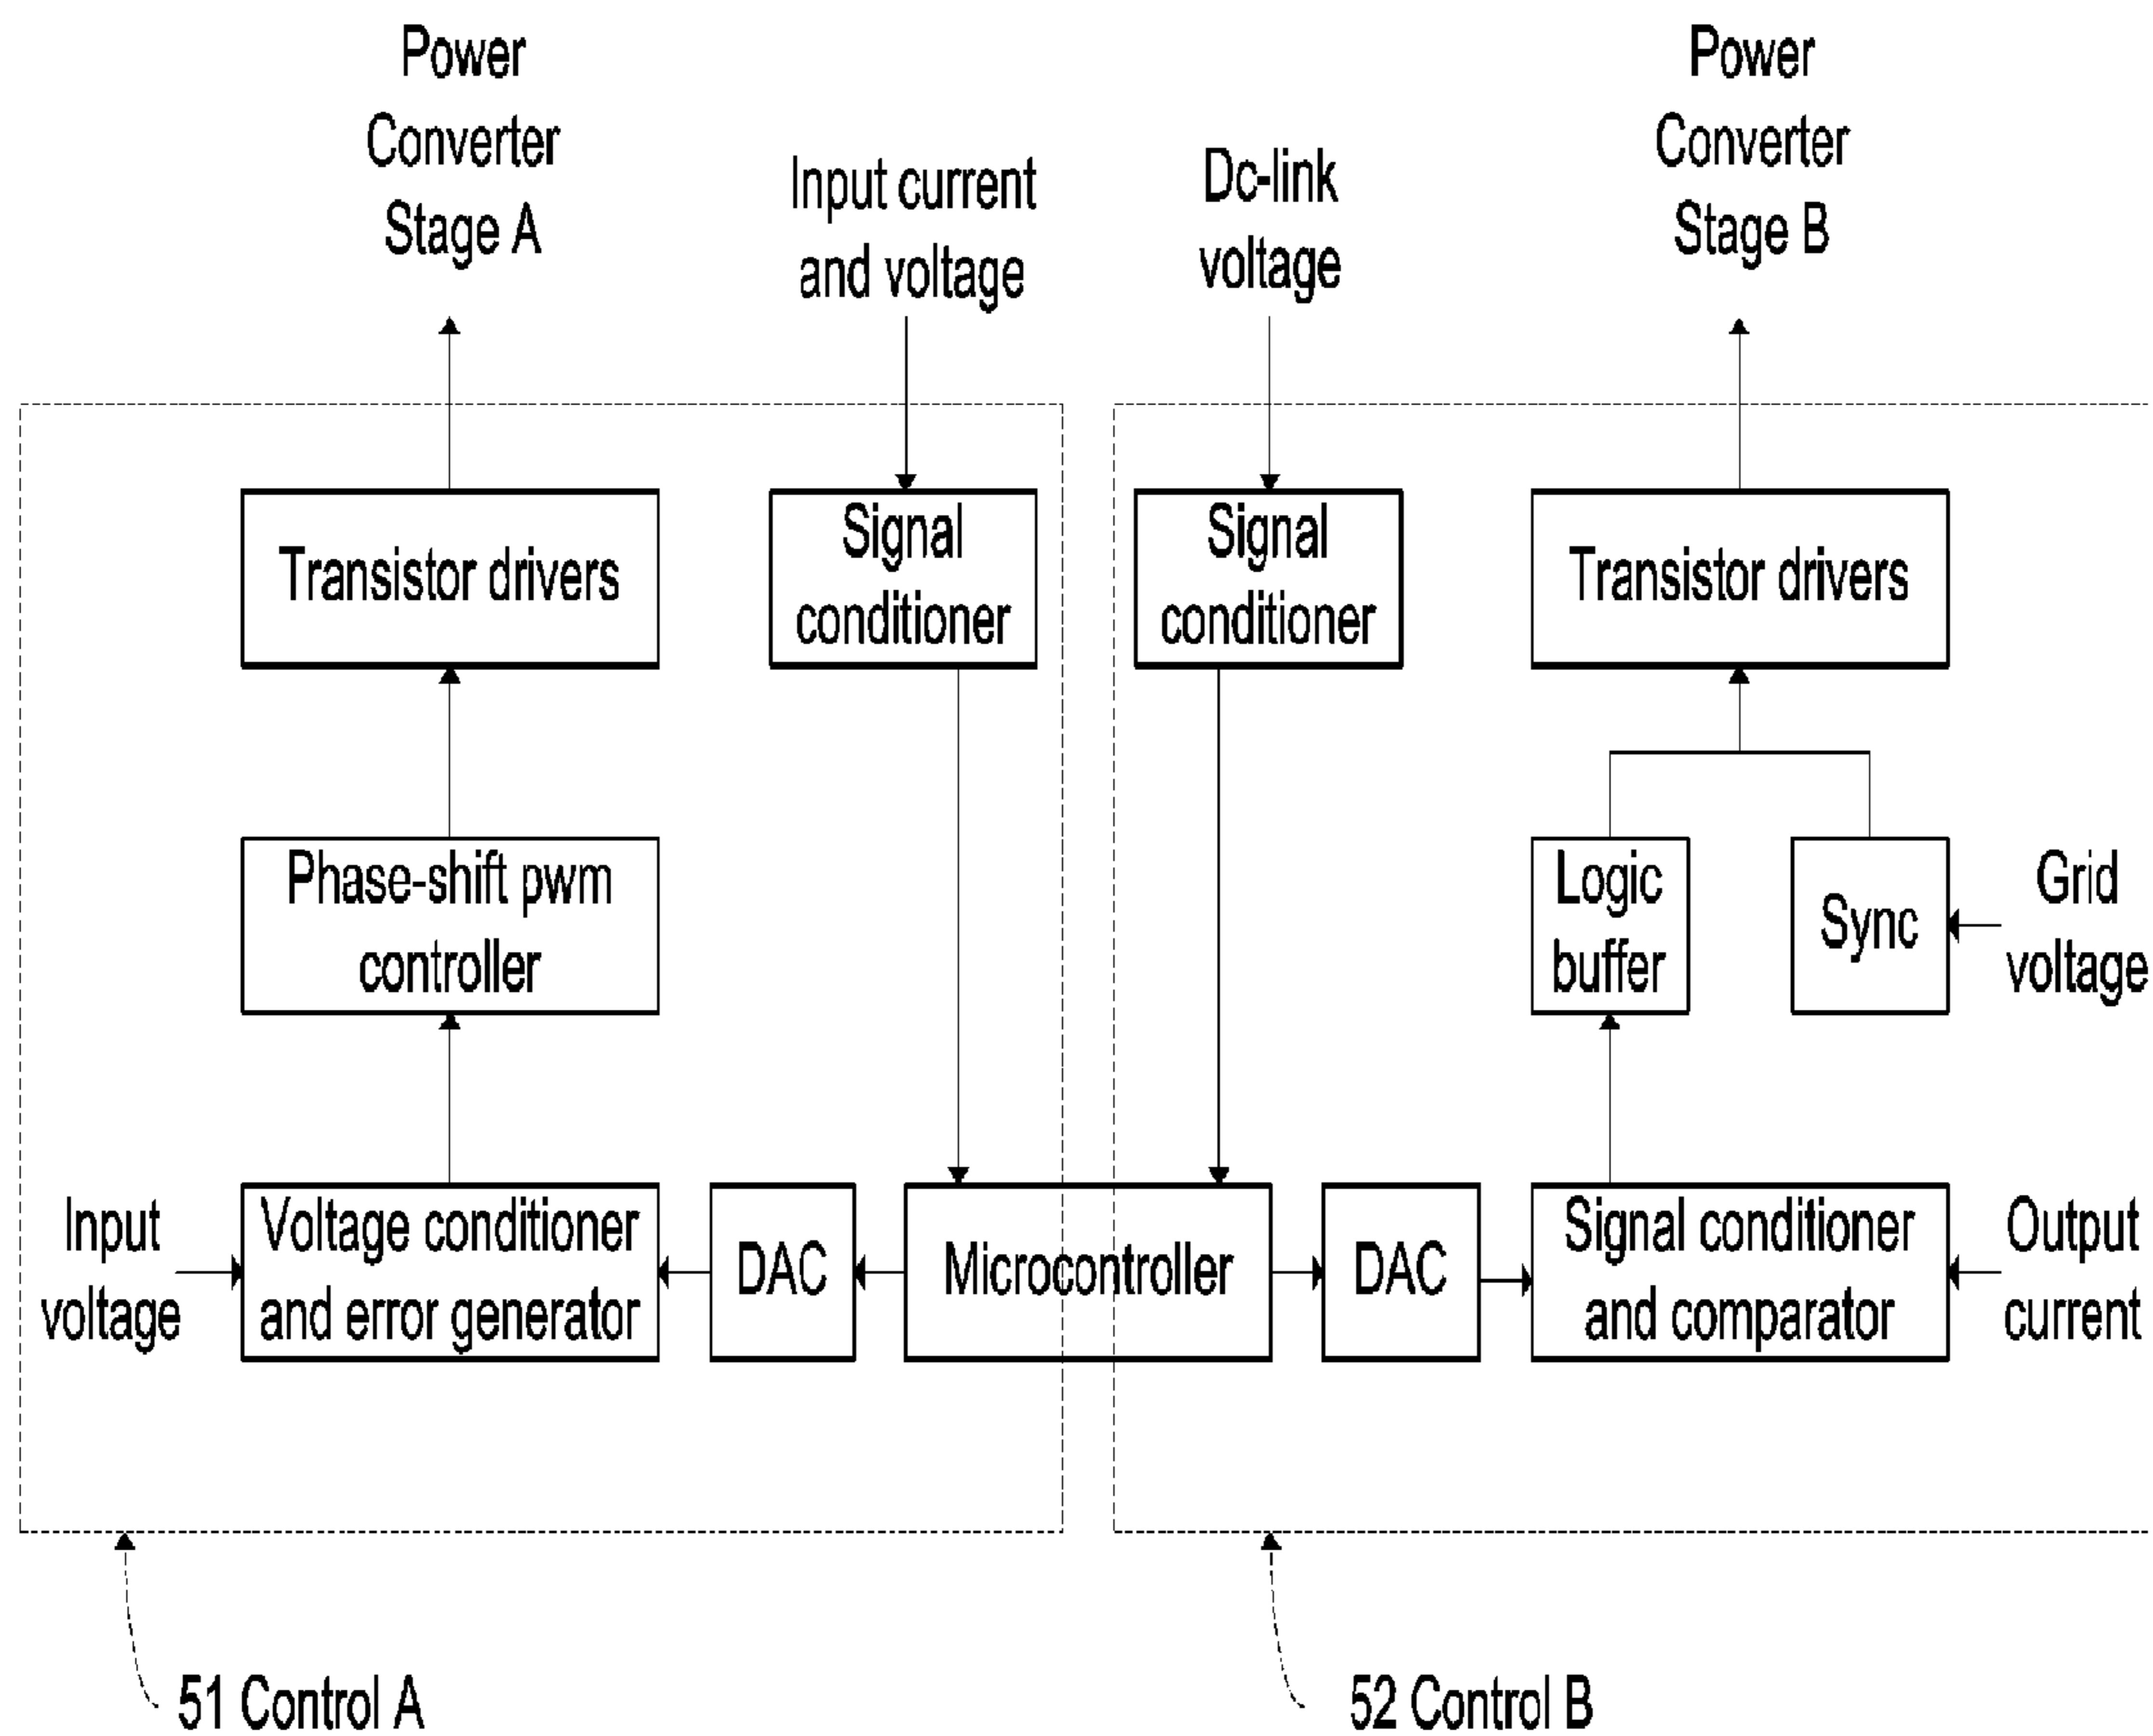 Power
Converter
Stage A
Input current
and voltage
Dc-link
voltage
Power
Converter
Stage B
Transistor drivers
Signal
conditioner
Signal
conditioner
Transistor drivers
Phase-shift pwm
controller
Logic
buffer
Sync
Grid
voltage
Input
voltage
Voltage conditioner
and error generator
DAC
Microcontroller
DAC
Signal conditioner
and comparator
Output
current
51 Control A
52 Control B